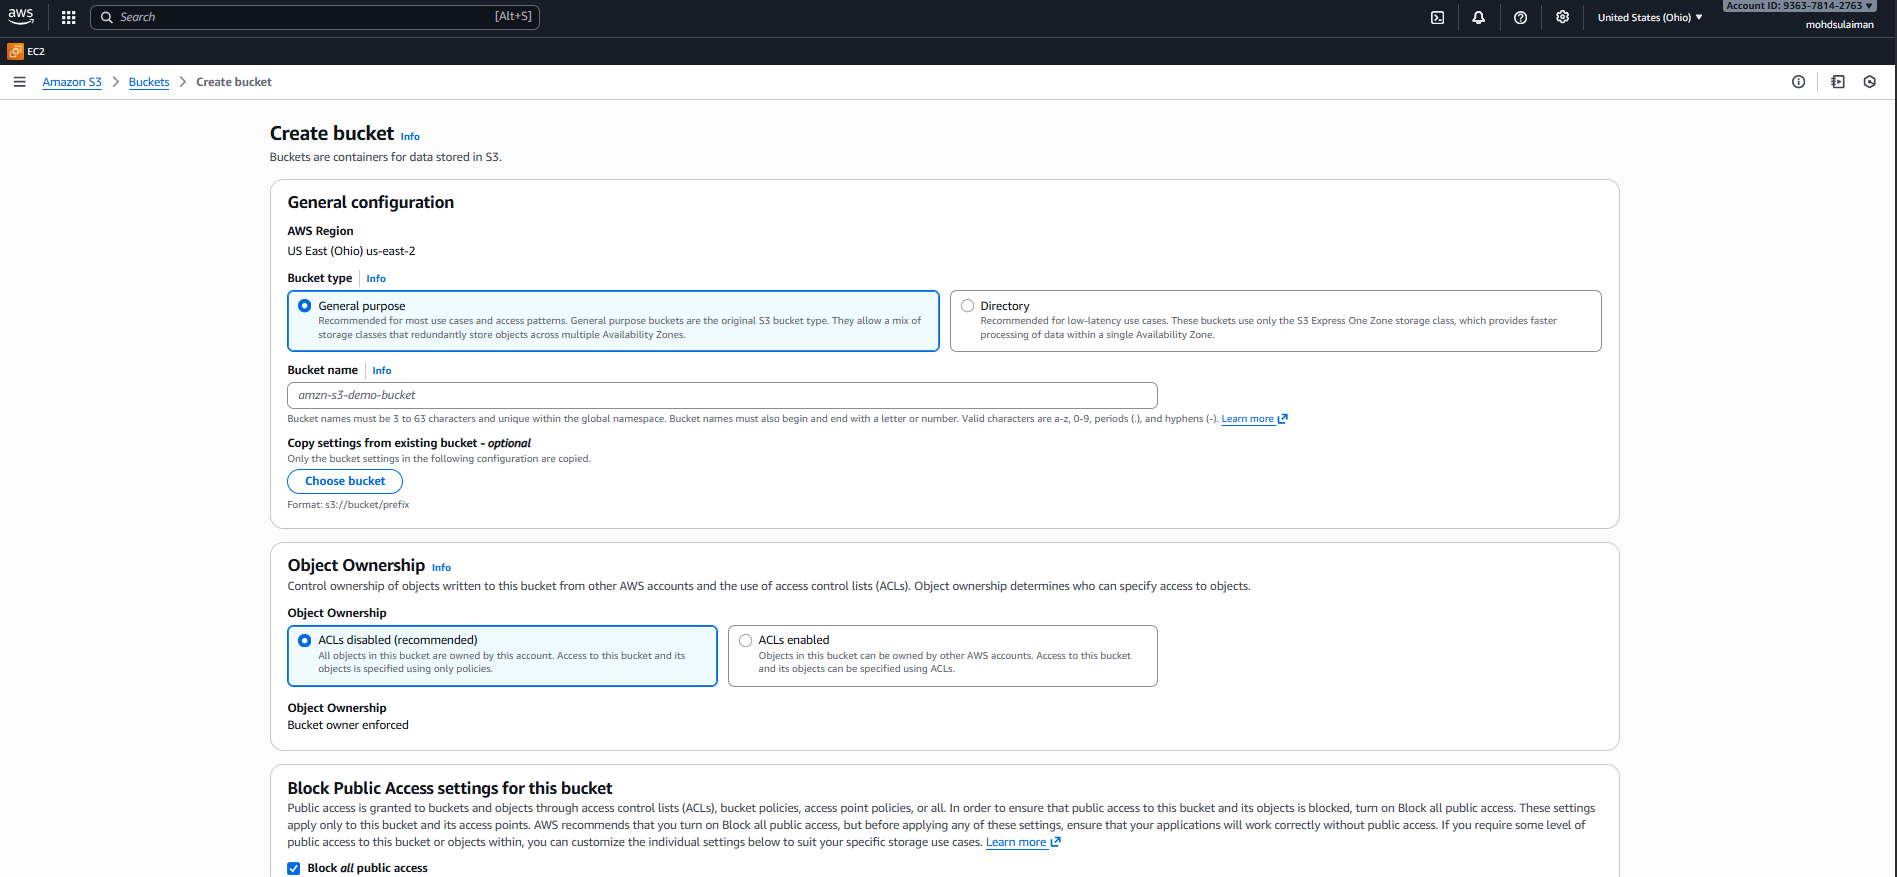 aws
Search
[Alt+S]
United States (Ohio) ▼
Account ID: 9363-7814-2763 ▼
mohdsulaiman
EC2
Amazon S3 > Buckets > Create bucket
Create bucket Info
Buckets are containers for data stored in S3.
General configuration
AWS Region
US East (Ohio) us-east-2
Bucket type Info
General purpose
Recommended for most use cases and access patterns. General purpose buckets are the original S3 bucket type. They allow a mix of
storage classes that redundantly store objects across multiple Availability Zones.
Directory
Recommended for low-latency use cases. These buckets use only the S3 Express One Zone storage class, which provides faster
processing of data within a single Availability Zone.
Bucket name Info
amzn-s3-demo-bucket
Bucket names must be 3 to 63 characters and unique within the global namespace. Bucket names must also begin and end with a letter or number. Valid characters are a-z, 0-9, periods (.), and hyphens (-). Learn more
Copy settings from existing bucket - optional
Only the bucket settings in the following configuration are copied.
Choose bucket
Format: s3://bucket/prefix
Object Ownership Info
Control ownership of objects written to this bucket from other AWS accounts and the use of access control lists (ACLs). Object ownership determines who can specify access to objects.
Object Ownership
ACLs disabled (recommended)
All objects in this bucket are owned by this account. Access to this bucket and its
objects is specified using only policies.
ACLs enabled
Objects in this bucket can be owned by other AWS accounts. Access to this bucket
and its objects can be specified using ACLs.
Object Ownership
Bucket owner enforced
Block Public Access settings for this bucket
Public access is granted to buckets and objects through access control lists (ACLs), bucket policies, access point policies, or all. In order to ensure that public access to this bucket and its objects is blocked, turn on Block all public access. These settings
apply only to this bucket and its access points. AWS recommends that you turn on Block all public access, but before applying any of these settings, ensure that your applications will work correctly without public access. If you require some level of
public access to this bucket or objects within, you can customize the individual settings below to suit your specific storage use cases. Learn more
Block all public access